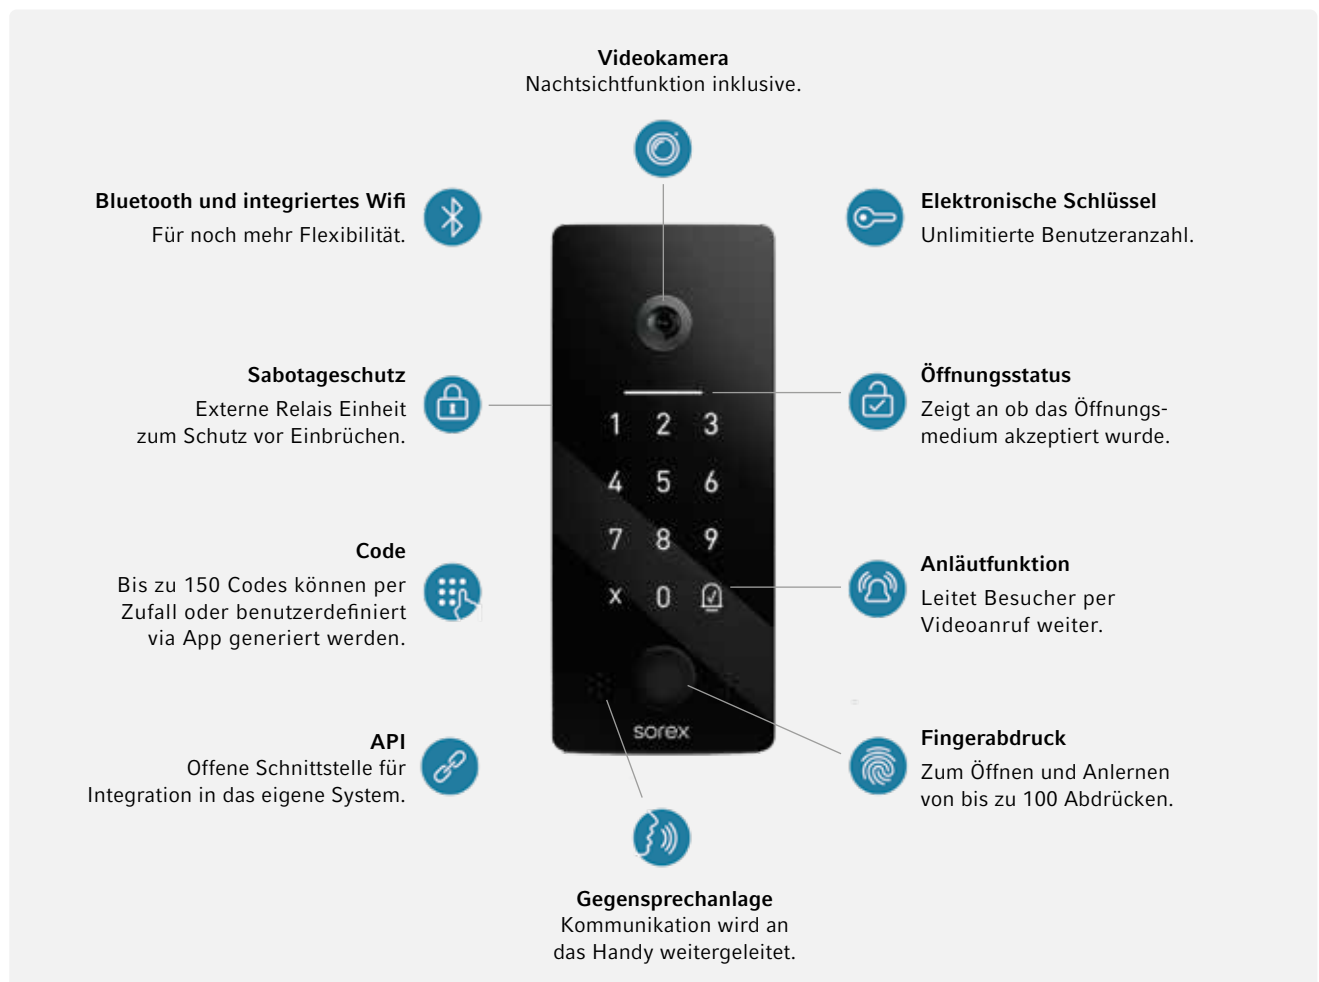 Videokamera
Nachtsichtfunktion inklusive.
Bluetooth und integriertes Wifi
Für noch mehr Flexibilität.
Elektronische Schlüssel
Unlimitierte Benutzeranzahl.
Sabotageschutz
Externe Relais Einheit
zum Schutz vor Einbrüchen.
Öffnungsstatus
Zeigt an ob das Öffnungs-
medium akzeptiert wurde.
1 2 3
4 5 6
7 8 9
x 0
Code
Bis zu 150 Codes können per
Zufall oder benutzerdefiniert
via App generiert werden.
Anläutfunktion
Leitet Besucher per
Videoanruf weiter.
API
Offene Schnittstelle für
Integration in das eigene System.
sorex
Fingerabdruck
Zum Öffnen und Anlernen
von bis zu 100 Abdrücken.
Gegensprechanlage
Kommunikation wird an
das Handy weitergeleitet.